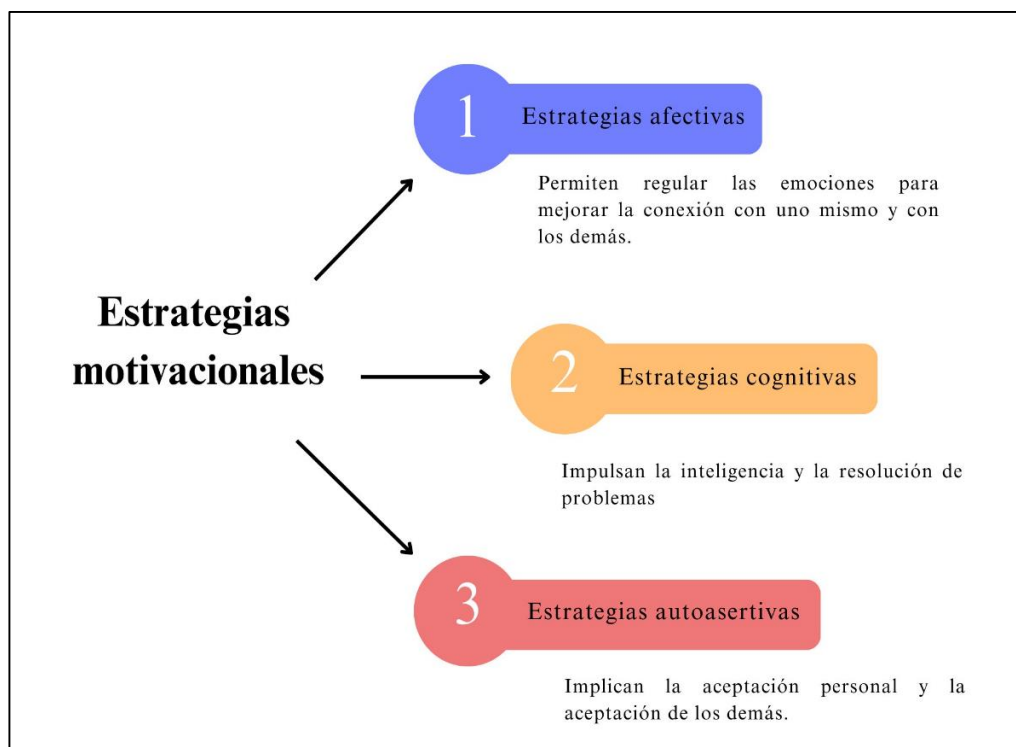 1
Estrategias afectivas
Permiten regular las emociones para
mejorar la conexión con uno mismo y con
los demás.
Estrategias
motivacionales
2
Estrategias cognitivas
Impulsan la inteligencia y la resolución de
problemas
3
Estrategias autoasertivas
Implican la aceptación personal y la
aceptación de los demás.